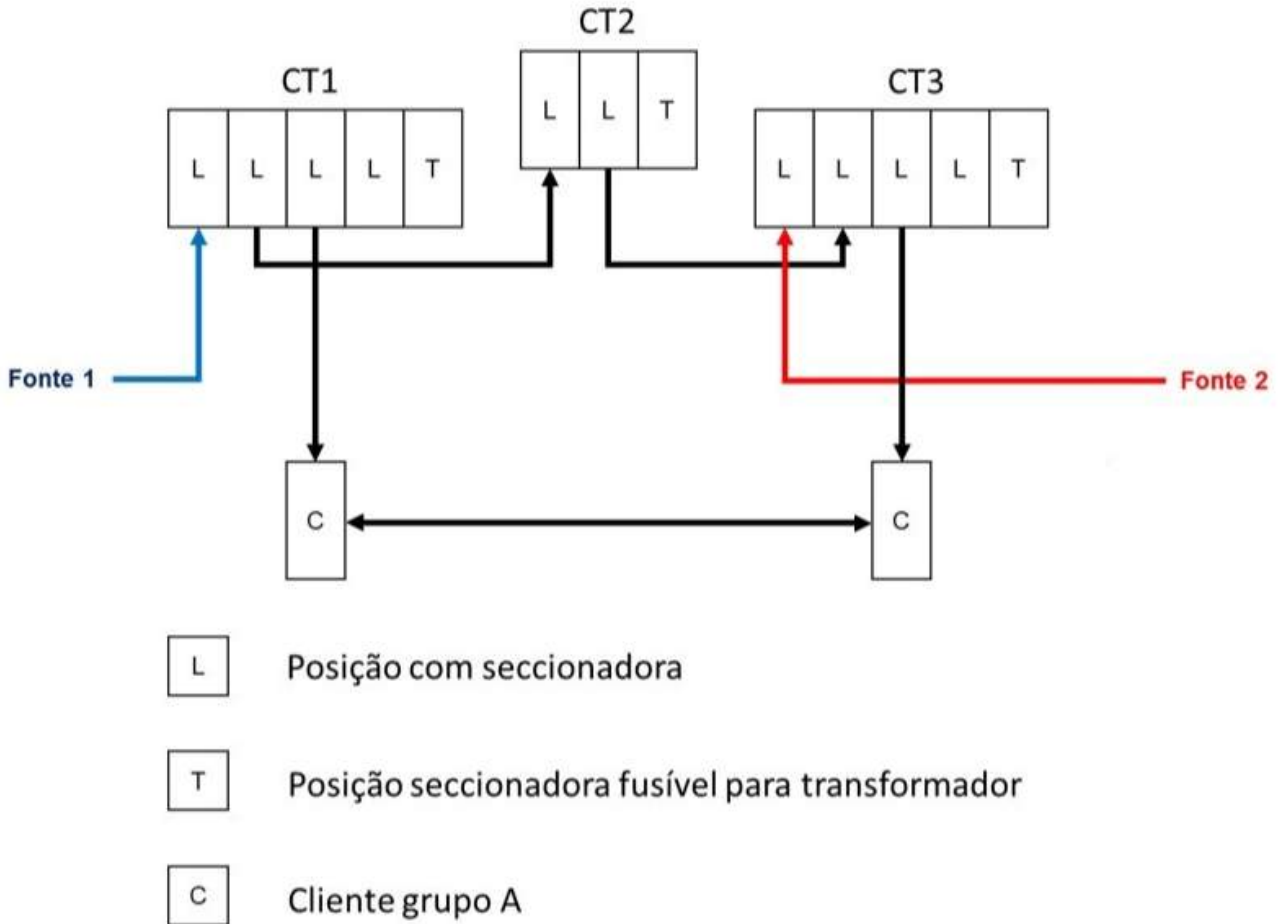 CT2
CT1
CT3
L L T
L L L L T
L L L L T
Fonte 1
Fonte 2
C
C
L Posição com seccionadora
T Posição seccionadora fusível para transformador
C Cliente grupo A